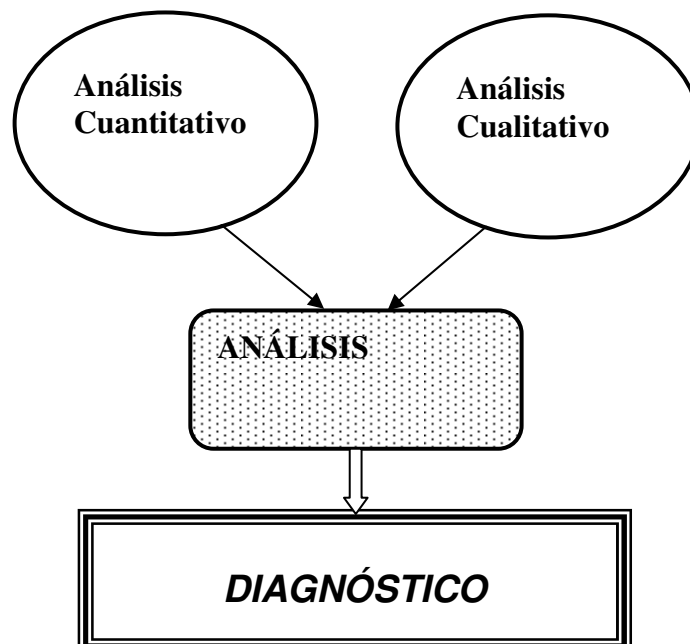 Análisis
Cuantitativo
Análisis
Cualitativo
ANÁLISIS
DIAGNÓSTICO